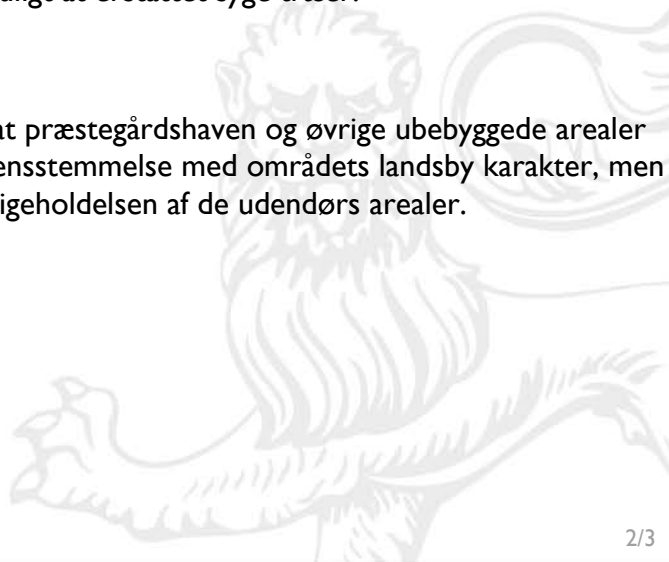 at præstegårdshaven og øvrige ubebyggede arealer
ensstemmelse med områdets landsby karakter, men
igeholdelsen af de udendørs arealer.
2/3